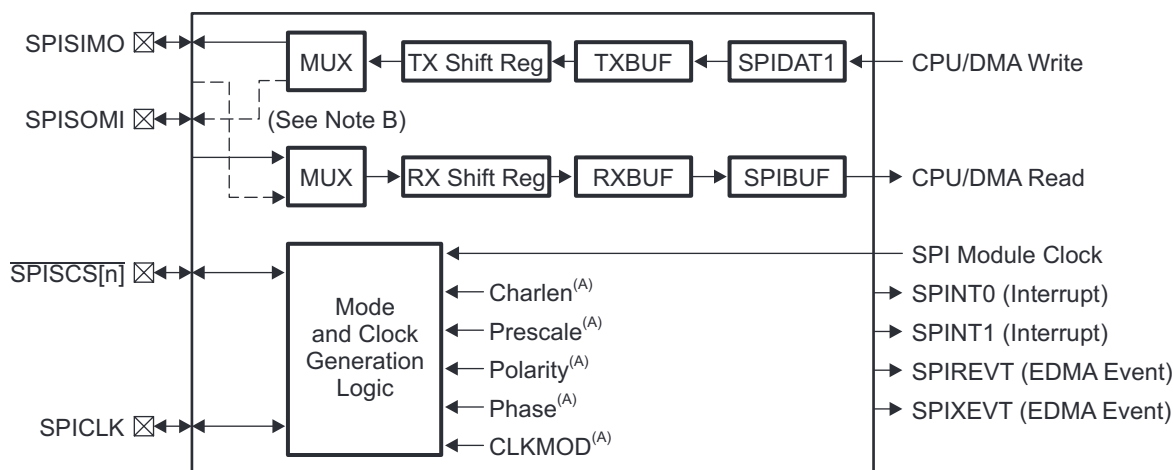 SPISIMO
MUX
TX Shift Reg
TXBUF
SPIDAT1
CPU/DMA Write
SPISOMI
(See Note B)
MUX
RX Shift Reg
RXBUF
SPIBUF
CPU/DMA Read
SPISCS[n]
Mode
and Clock
Generation
Logic
SPI Module Clock
Charlen(A)
SPINT0 (Interrupt)
Prescale(A)
SPINT1 (Interrupt)
Polarity(A)
SPIREVT (EDMA Event)
Phase(A)
SPIXEVT (EDMA Event)
SPICLK
CLKMOD(A)